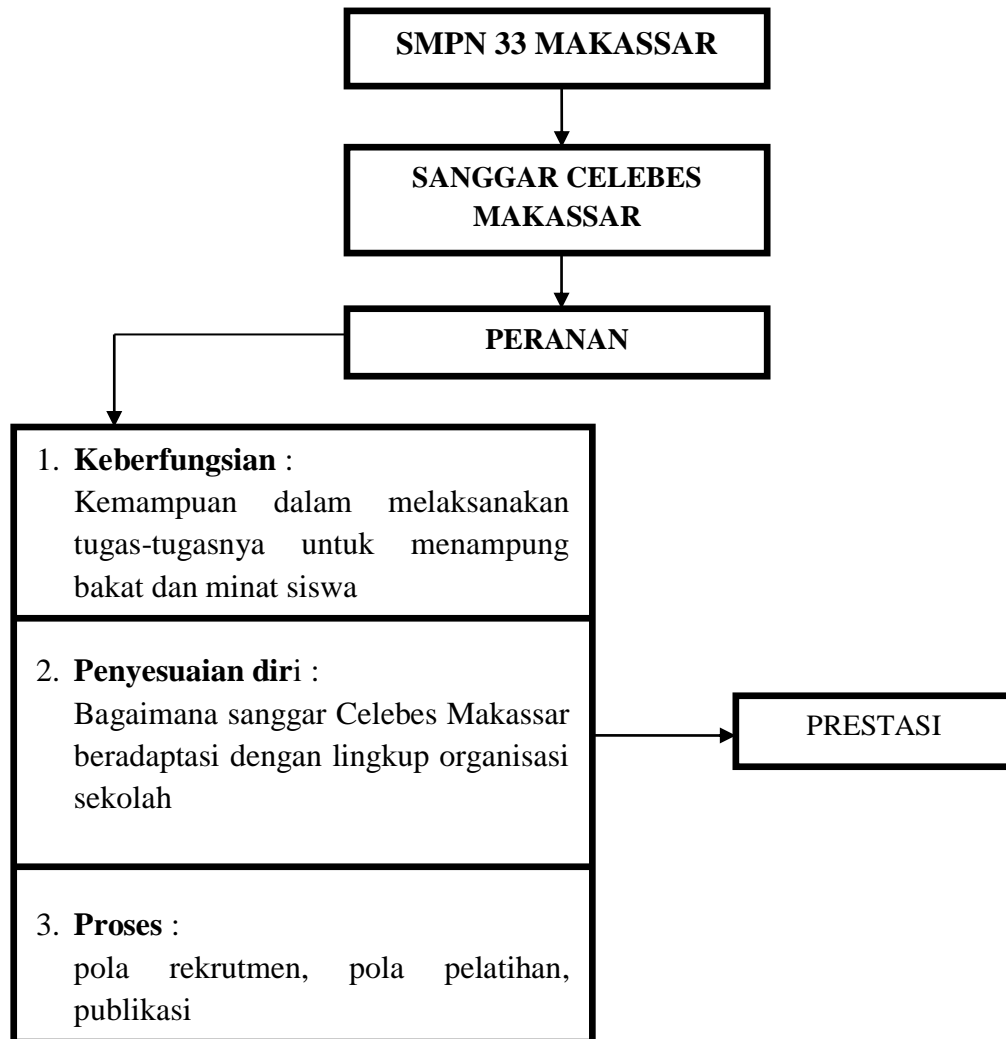 SMPN 33 MAKASSAR
SANGGAR CELEBES
MAKASSAR
PERANAN
1. Keberfungsian :
Kemampuan dalam melaksanakan
tugas-tugasnya untuk menampung
bakat dan minat siswa
2. Penyesuaian diri :
Bagaimana sanggar Celebes Makassar
beradaptasi dengan lingkup organisasi
sekolah
PRESTASI
3. Proses :
pola rekrutmen, pola pelatihan,
publikasi